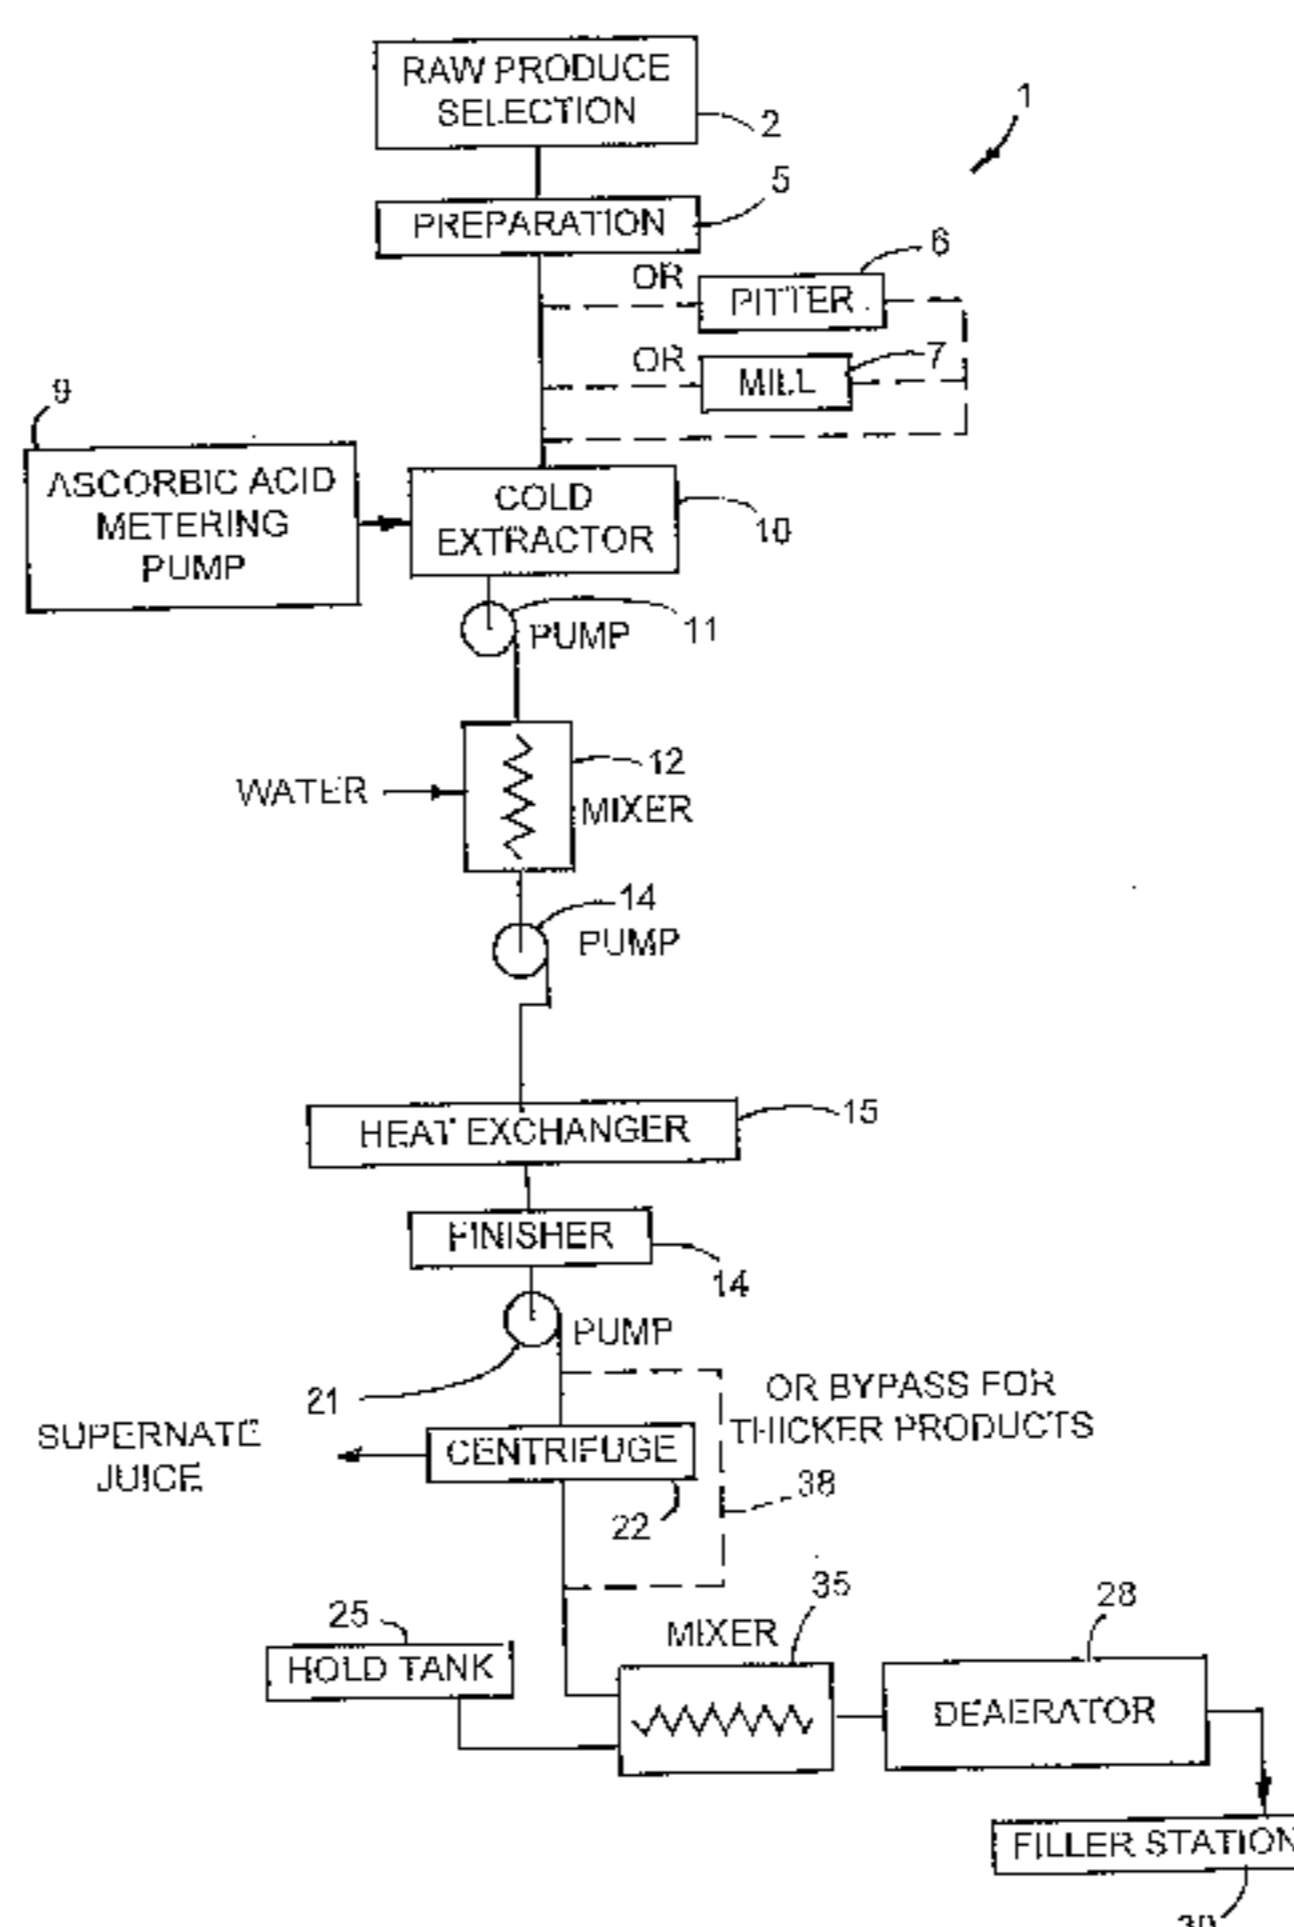 RAW PRODUCE
SELECTION
2
1
5
PREPARATION
6
OR
PITTER
7
OR
MILL
9
ASCORBIC ACID
METERING
PUMP
COLD
EXTRACTOR
10
11
PUMP
12
WATER
MIXER
14
PUMP
15
HEAT EXCHANGER
FINISHER
14
PUMP
21
OR BYPASS FOR
THICKER PRODUCTS
SUPERNATE
JUICE
CENTRIFUGE
38
22
35
28
25
MIXER
HOLD TANK
DEAERATOR
FILLER STATION